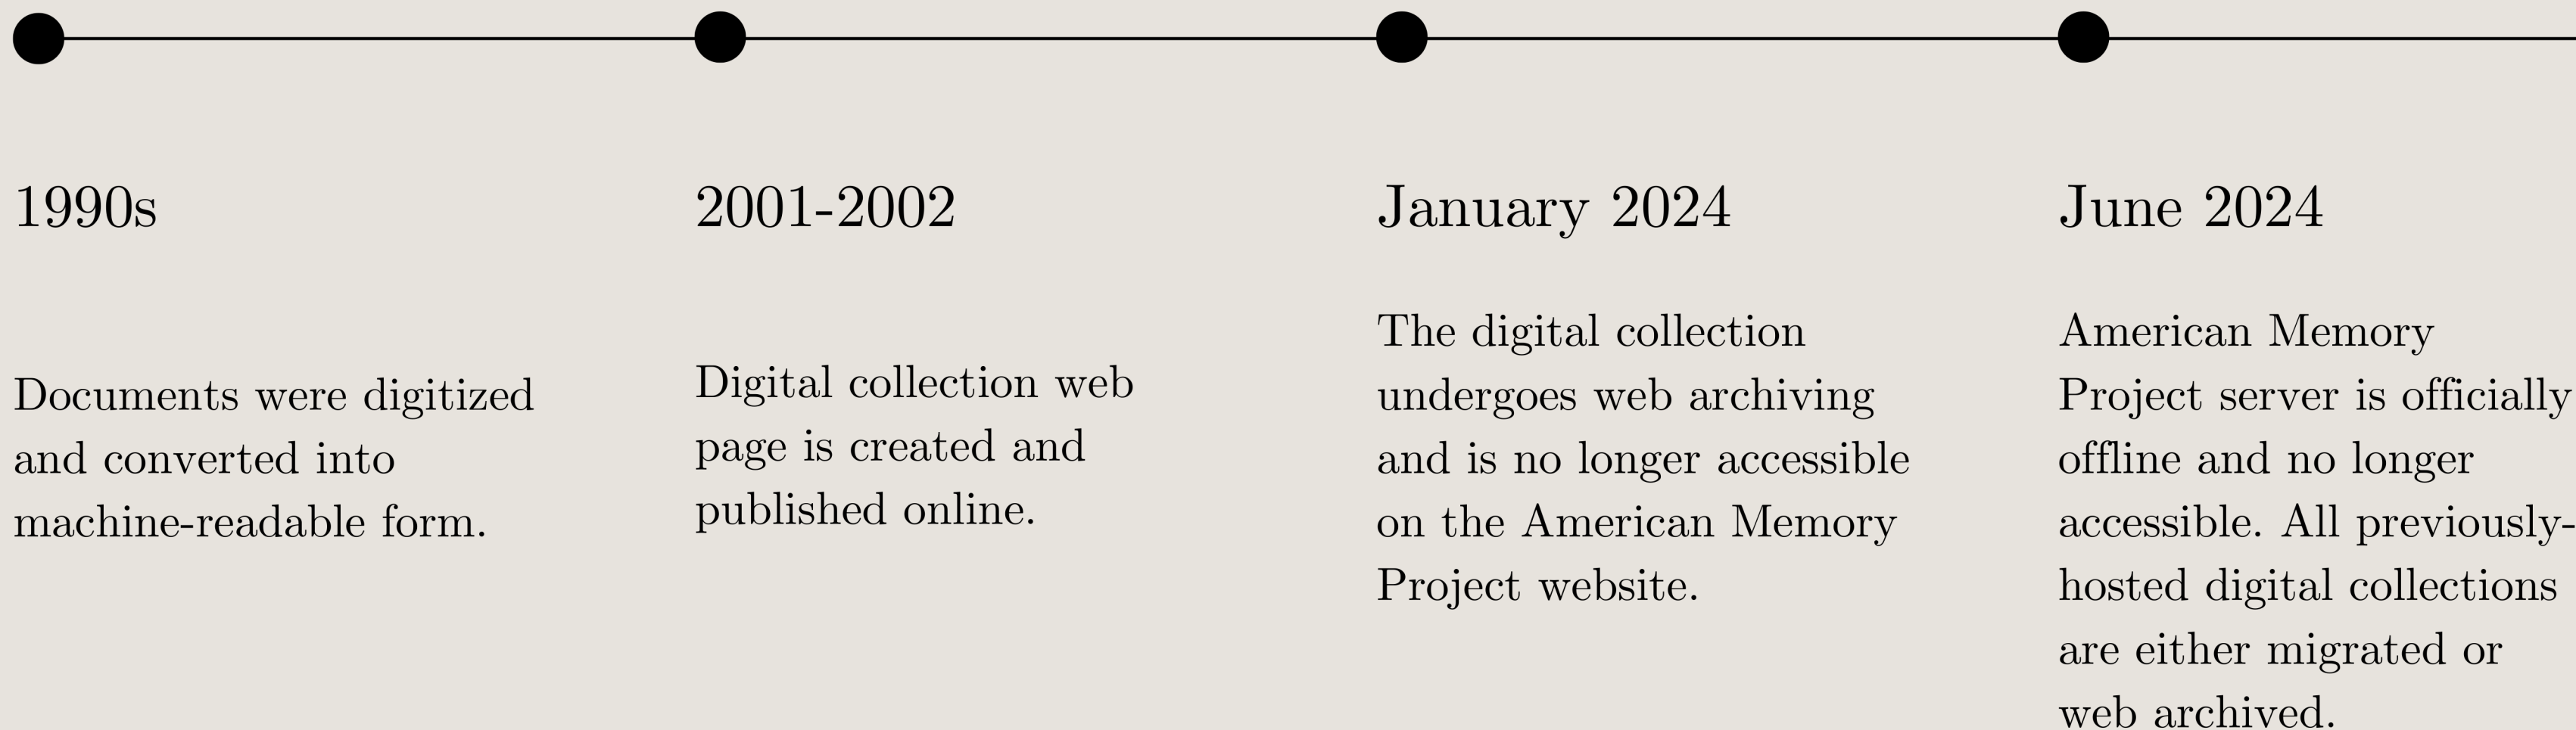 1990s
Documents were digitized
and converted into
machine-readable form.
2001-2002
Digital collection web
page is created and
published online.
January 2024
The digital collection
undergoes web archiving
and is no longer accessible
on the American Memory
Project website.
June 2024
American Memory
Project server is officially
offline and no longer
accessible. All previously-
hosted digital collections
are either migrated or
web archived.